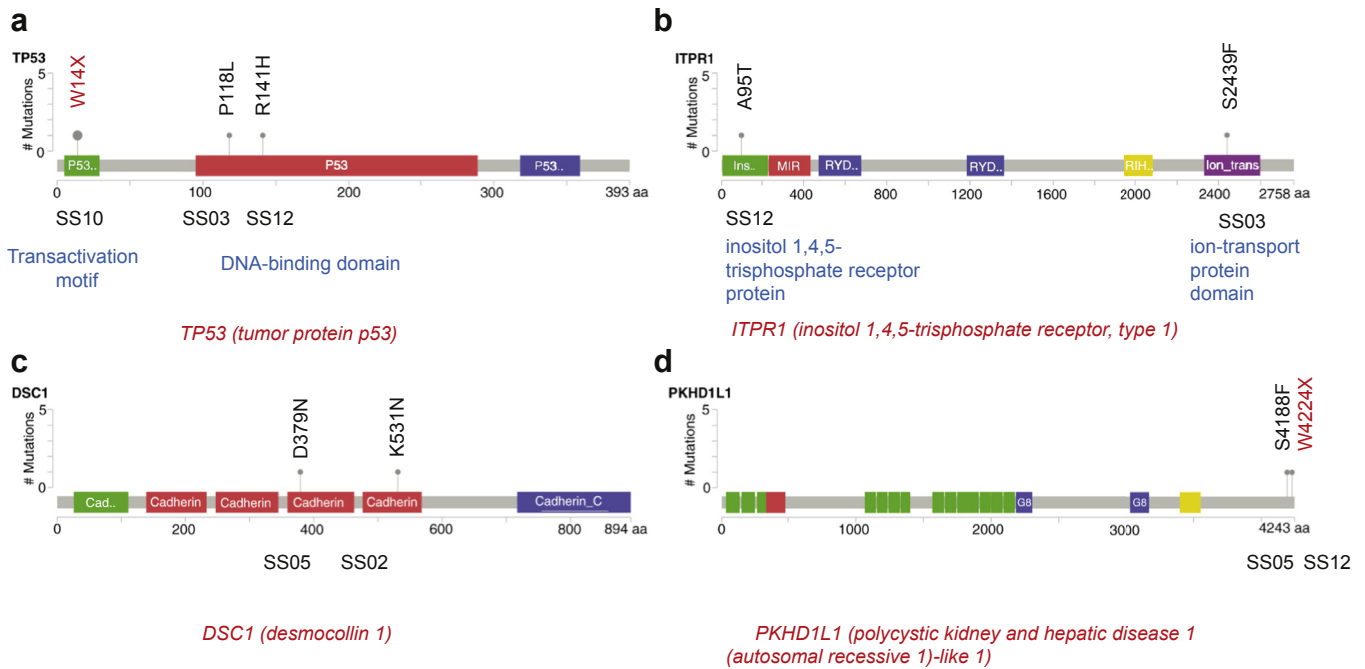 a
TP53
# Mutations
5
0
W14X
P118L
R141H
P53..
P53
P53..
0
100
200
300
393 aa
SS10
SS03
SS12
Transactivation
motif
DNA-binding domain
TP53 (tumor protein p53)
b
ITPR1
# Mutations
5
0
A95T
S2439F
Ins..
MIR
RYD..
RYD..
RIH..
Ion_trans
0
400
800
1200
1600
2000
2400
2758 aa
SS12
SS03
inositol 1,4,5-
trisphosphate receptor
protein
ion-transport
protein
domain
ITPR1 (inositol 1,4,5-trisphosphate receptor, type 1)
c
DSC1
# Mutations
5
0
D379N
K531N
Cad..
Cadherin
Cadherin
Cadherin
Cadherin
Cadherin_C
0
200
400
600
800
894 aa
SS05
SS02
DSC1 (desmocollin 1)
d
PKHD1L1
# Mutations
5
0
S4188F
W4224X
G8
G8
0
1000
2000
3000
4243 aa
SS05
SS12
PKHD1L1 (polycystic kidney and hepatic disease 1
(autosomal recessive 1)-like 1)